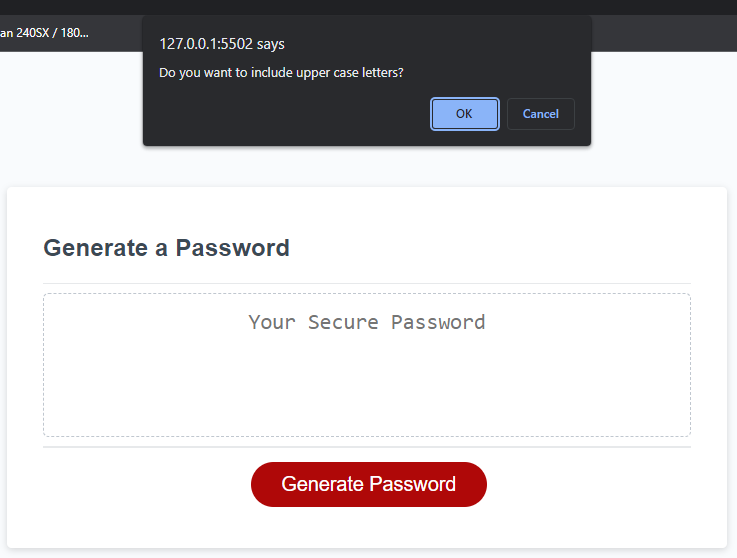 an 240SX / 180...
127.0.0.1:5502 says
Do you want to include upper case letters?
OK
Cancel
Generate a Password
Your Secure Password
Generate Password